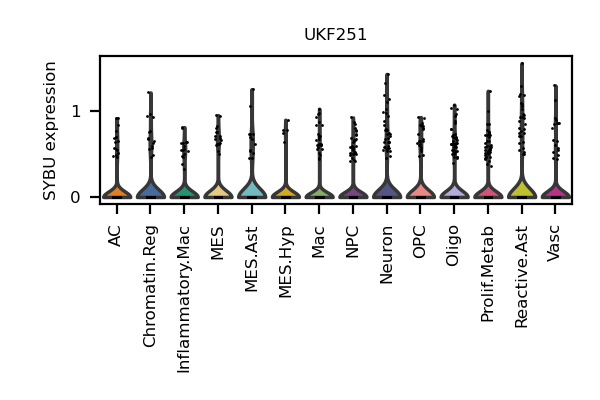 UKF251
SYBU expression
1
0
AC
Chromatin.Reg
Inflammatory.Mac
MES
MES.Ast
MES.Hyp
Mac
NPC
Neuron
OPC
Oligo
Prolif.Metab
Reactive.Ast
Vasc